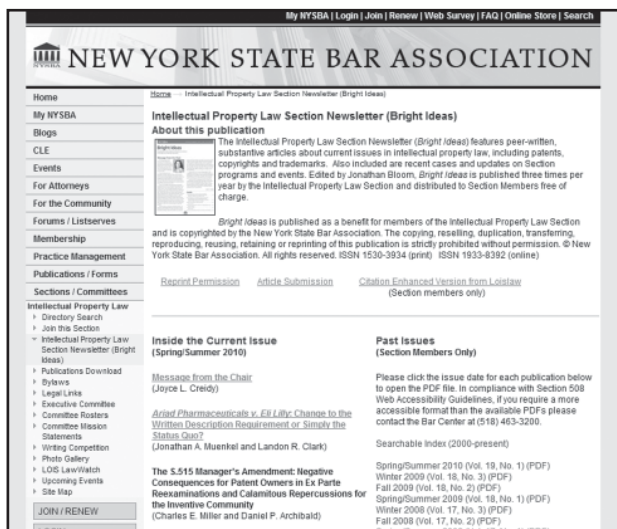 My NYSBA | Login | Join | Renew | Web Survey | FAQ | Online Store | Search
NEW YORK STATE BAR ASSOCIATION
Home
My NYSBA
Blogs
CLE
Events
For Attorneys
For the Community
Forums / Listserves
Membership
Practice Management
Publications / Forms
Sections / Committees
Intellectual Property Law
Directory Search
Join this Section
Intellectual Property Law
Section Newsletter (Bright
Ideas)
Publications Download
Bylaws
Legal Links
Executive Committee
Committee Rosters
Committee Mission
Statements
Writing Competition
Photo Gallery
LOIS LawWatch
Upcoming Events
Site Map
JOIN / RENEW
Home Intellectual Property Law Section Newsletter (Bright Ideas)
Intellectual Property Law Section Newsletter (Bright Ideas)
About this publication
The Intellectual Property Law Section Newsletter (Bright Ideas) features peer-written,
substantive articles about current issues in intellectual property law, including patents,
copyrights and trademarks. Also included are recent cases and updates on Section
programs and events. Edited by Jonathan Bloom, Bright Ideas is published three times per
year by the Intellectual Property Law Section and distributed to Section Members free of
charge.
Bright Ideas is published as a benefit for members of the Intellectual Property Law Section
and is copyrighted by the New York State Bar Association. The copying, reselling, duplication, transferring,
reproducing, reusing, retaining or reprinting of this publication is strictly prohibited without permission. © New
York State Bar Association. All rights reserved. ISSN 1530-3934 (print) ISSN 1933-8392 (online)
Reprint Permission Article Submission Citation Enhanced Version from Loislaw
(Section members only)
Inside the Current Issue
(Spring/Summer 2010)
Message from the Chair
(Joyce L. Creidy)
Ariad Pharmaceuticals v. Eli Lilly: Change to the
Written Description Requirement or Simply the
Status Quo?
(Jonathan A. Muenkel and Landon R. Clark)
The S.515 Manager's Amendment: Negative
Consequences for Patent Owners in Ex Parte
Reexaminations and Calamitous Repercussions for
the Inventive Community
(Charles E. Miller and Daniel P. Archibald)
Past Issues
(Section Members Only)
Please click the issue date for each publication below
to open the PDF file. In compliance with Section 508
Web Accessibility Guidelines, if you require a more
accessible format than the available PDFs please
contact the Bar Center at (518) 463-3200.
Searchable Index (2000-present)
Spring/Summer 2010 (Vol. 19, No. 1) (PDF)
Winter 2009 (Vol. 18, No. 3) (PDF)
Fall 2009 (Vol. 18, No. 2) (PDF)
Spring/Summer 2009 (Vol. 18, No. 1) (PDF)
Winter 2008 (Vol. 17, No. 3) (PDF)
Fall 2008 (Vol. 17, No. 2) (PDF)